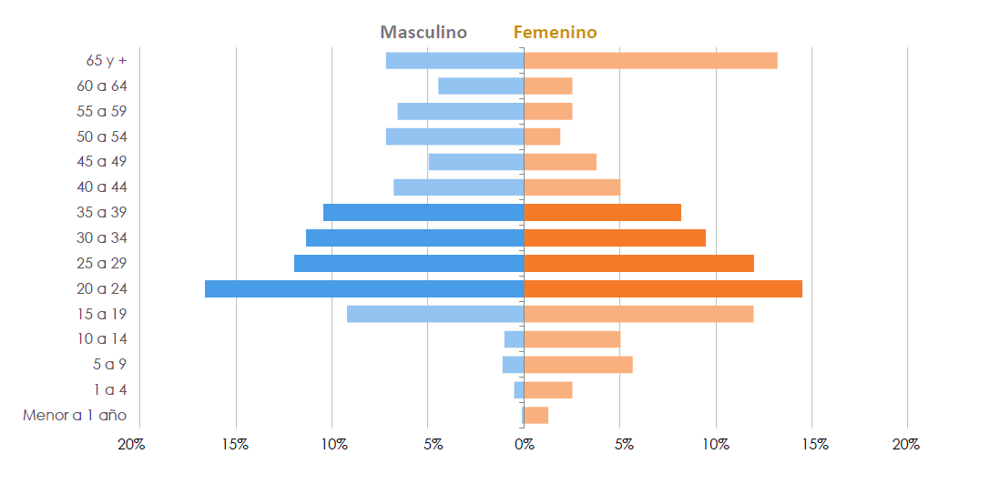 Masculino Femenino
65 y +
60 a 64
55 a 59
50 a 54
45 a 49
40 a 44
35 a 39
30 a 34
25 a 29
20 a 24
15 a 19
10 a 14
5 a 9
1 a 4
Menor a 1 año
20% 15% 10% 5% 0% 5% 10% 15% 20%